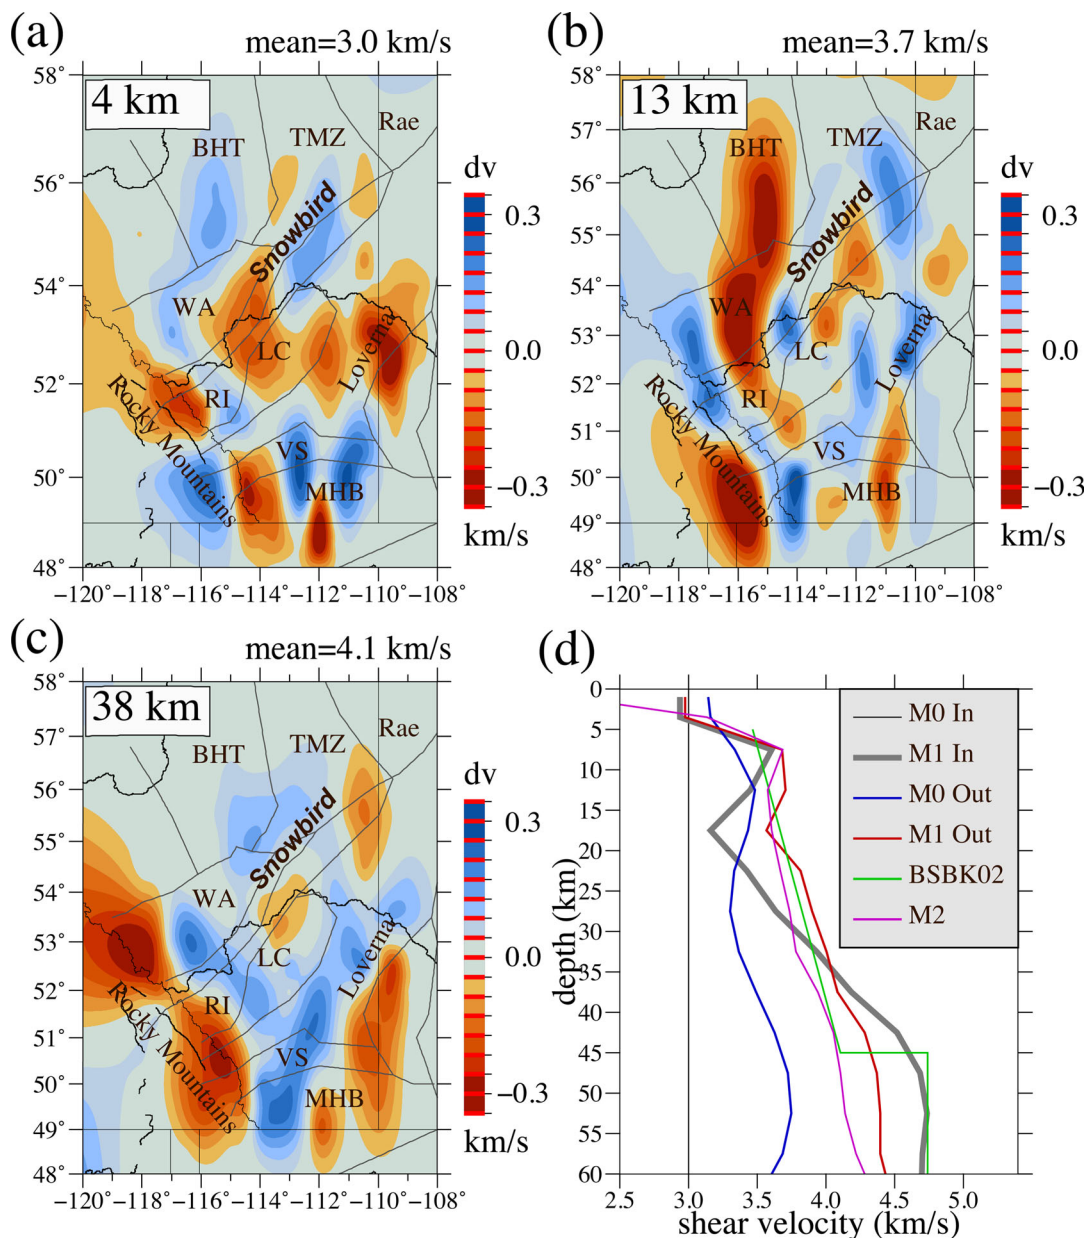 (a)
mean=3.0 km/s
4 km
58°
56°
54°
52°
50°
48°
−120°−118°−116°−114°−112°−110°−108°
BHT
TMZ
Rae
Snowbird
WA
LC
Loverna
RI
Rocky Mountains
VS
MHB
dv
0.3
0.0
−0.3
km/s
(b)
mean=3.7 km/s
13 km
58°
57°
56°
55°
54°
53°
52°
51°
50°
49°
48°
−120°−118°−116°−114°−112°−110°−108°
BHT
TMZ
Rae
Snowbird
WA
LC
Loverna
RI
Rocky Mountains
VS
MHB
dv
0.3
0.0
−0.3
km/s
(c)
mean=4.1 km/s
38 km
58°
57°
56°
55°
54°
53°
52°
51°
50°
49°
48°
−120°−118°−116°−114°−112°−110°−108°
BHT
TMZ
Rae
Snowbird
WA
LC
Loverna
RI
Rocky Mountains
VS
MHB
dv
0.3
0.0
−0.3
km/s
(d)
0
5
10
15
20
25
30
35
40
45
50
55
60
depth (km)
M0 In
M1 In
M0 Out
M1 Out
BSBK02
M2
2.5 3.0 3.5 4.0 4.5 5.0
shear velocity (km/s)